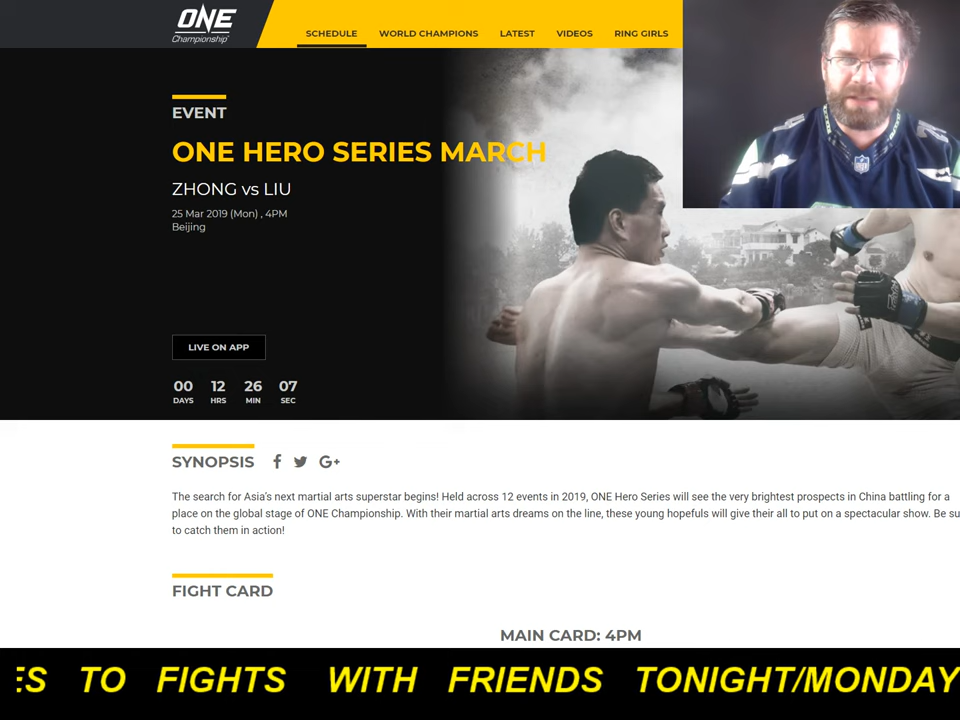 ONE
Championship
SCHEDULE WORLD CHAMPIONS LATEST VIDEOS RING GIRLS
EVENT
ONE HERO SERIES MARCH
ZHONG vs LIU
25 Mar 2019 (Mon) , 4PM
Beijing
LIVE ON APP
00 12 26 07
DAYS HRS MIN SEC
SYNOPSIS
G+
The search for Asia's next martial arts superstar begins! Held across 12 events in 2019, ONE Hero Series will see the very brightest prospects in China battling for a
place on the global stage of ONE Championship. With their martial arts dreams on the line, these young hopefuls will give their all to put on a spectacular show. Be su
to catch them in action!
FIGHT CARD
MAIN CARD: 4PM
ES TO FIGHTS WITH FRIENDS TONIGHT/MONDAY